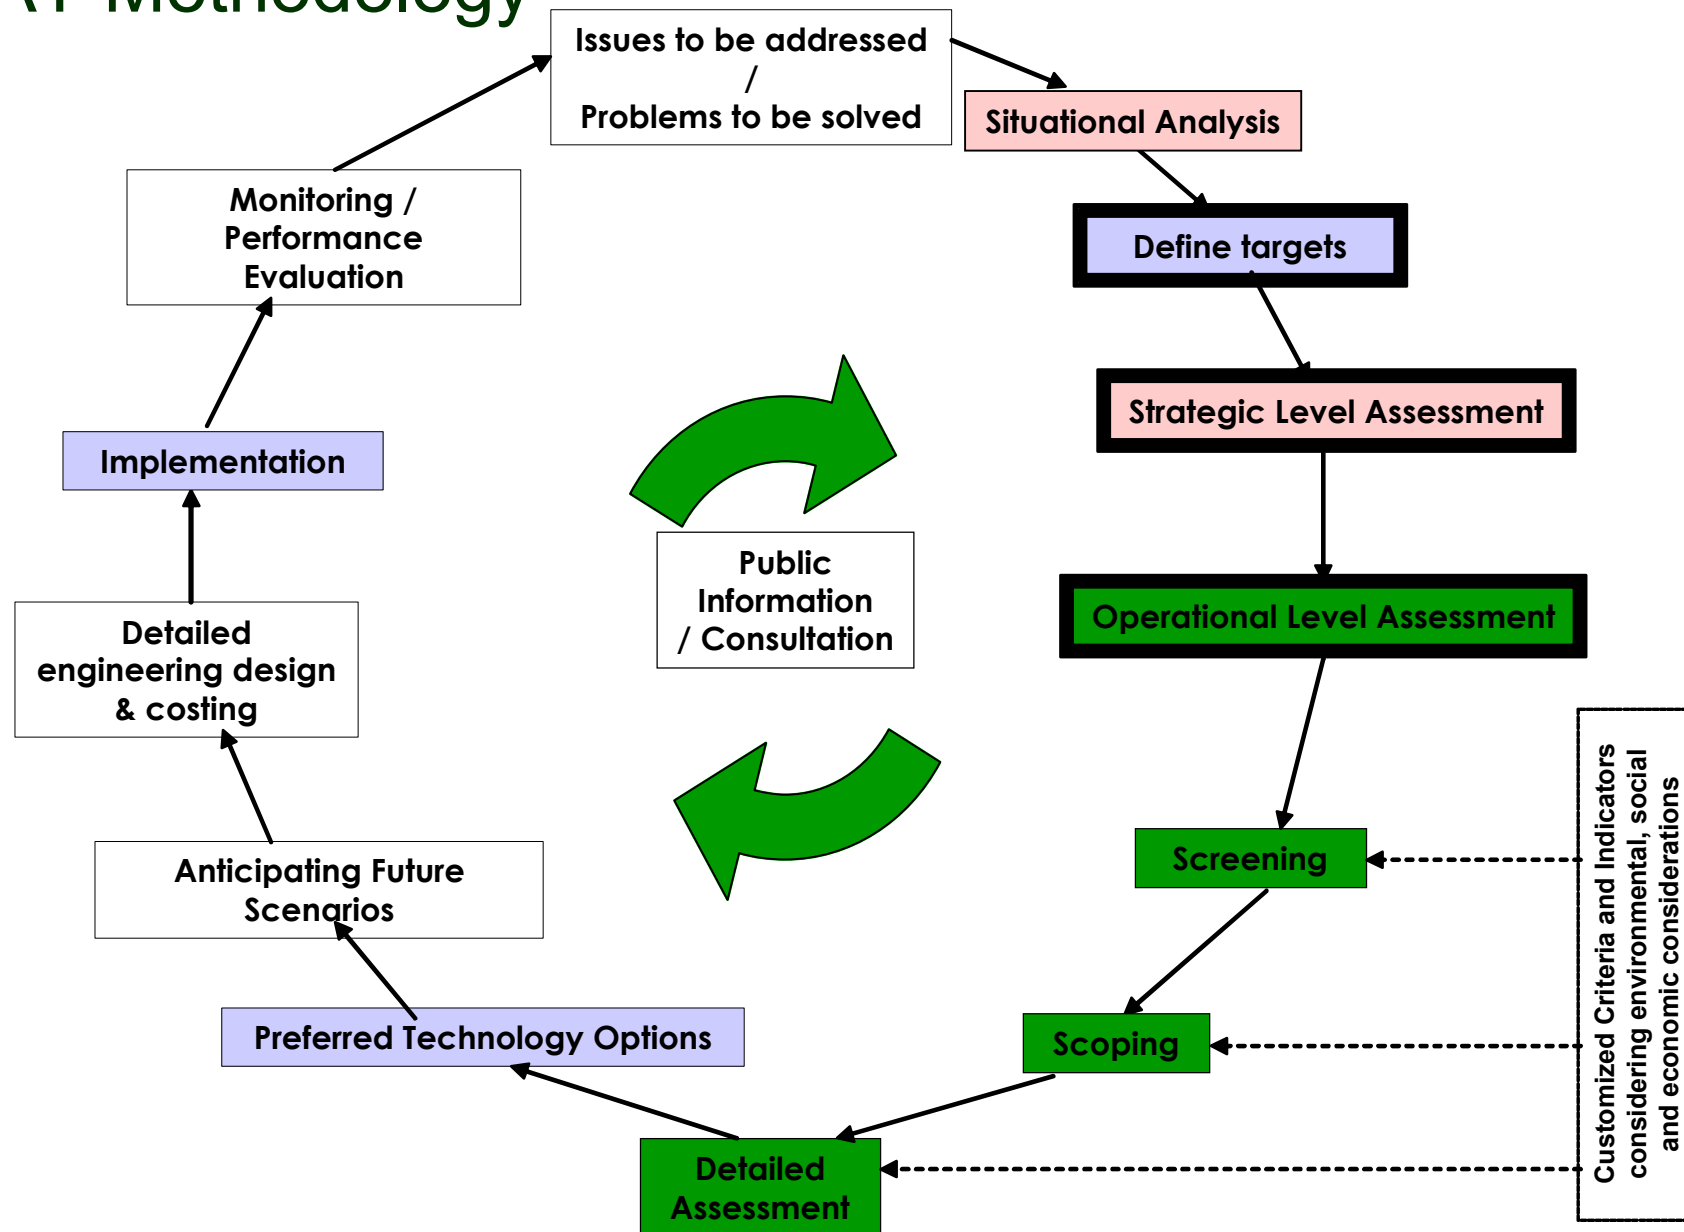 Methodology
Issues to be addressed
/
Problems to be solved
Situational Analysis
Define targets
Strategic Level Assessment
Operational Level Assessment
Screening
Scoping
Detailed
Assessment
Preferred Technology Options
Anticipating Future
Scenarios
Detailed
engineering design
& costing
Implementation
Monitoring /
Performance
Evaluation
Public
Information
/ Consultation
Customized Criteria and Indicators
considering environmental, social
and economic considerations